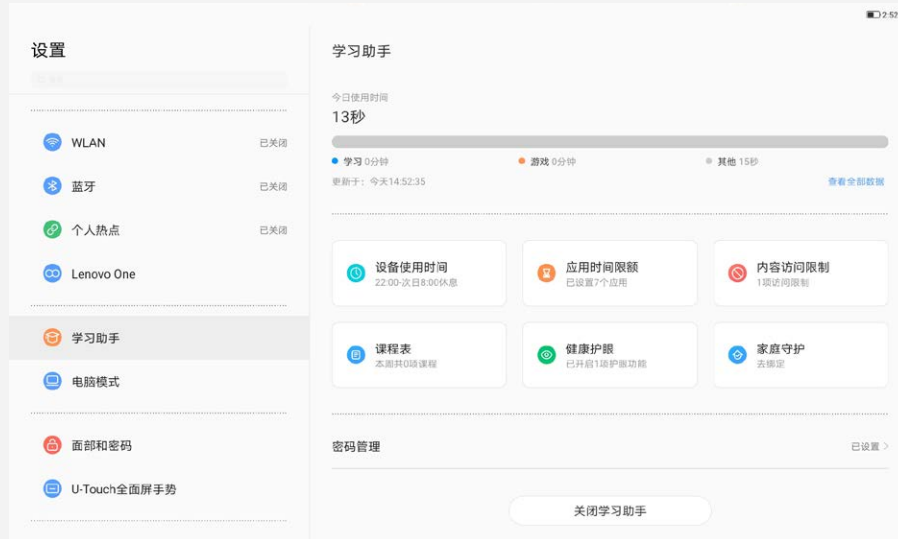 2:52
设置
WLAN
已关闭
蓝牙
已关闭
个人热点
已关闭
Lenovo One
学习助手
电脑模式
面部和密码
U-Touch全面屏手势
学习助手
今日使用时间
13秒
学习 0分钟
游戏 0分钟
其他 15秒
更新于：今天14:52:35
查看全部数据
设备使用时间
22:00-次日8:00休息
应用时间限额
已设置7个应用
内容访问限制
1项访问限制
课程表
本周共0项课程
健康护眼
已开启1项护眼功能
家庭守护
去绑定
密码管理
已设置
关闭学习助手